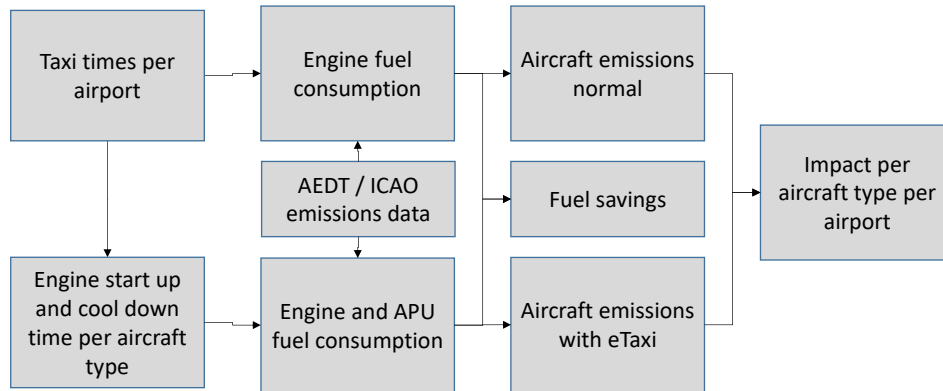 Taxi times per
airport
Engine fuel
consumption
Aircraft emissions
normal
AEDT / ICAO
emissions data
Fuel savings
Impact per
aircraft type per
airport
Engine start up
and cool down
time per aircraft
type
Engine and APU
fuel consumption
Aircraft emissions
with eTaxi